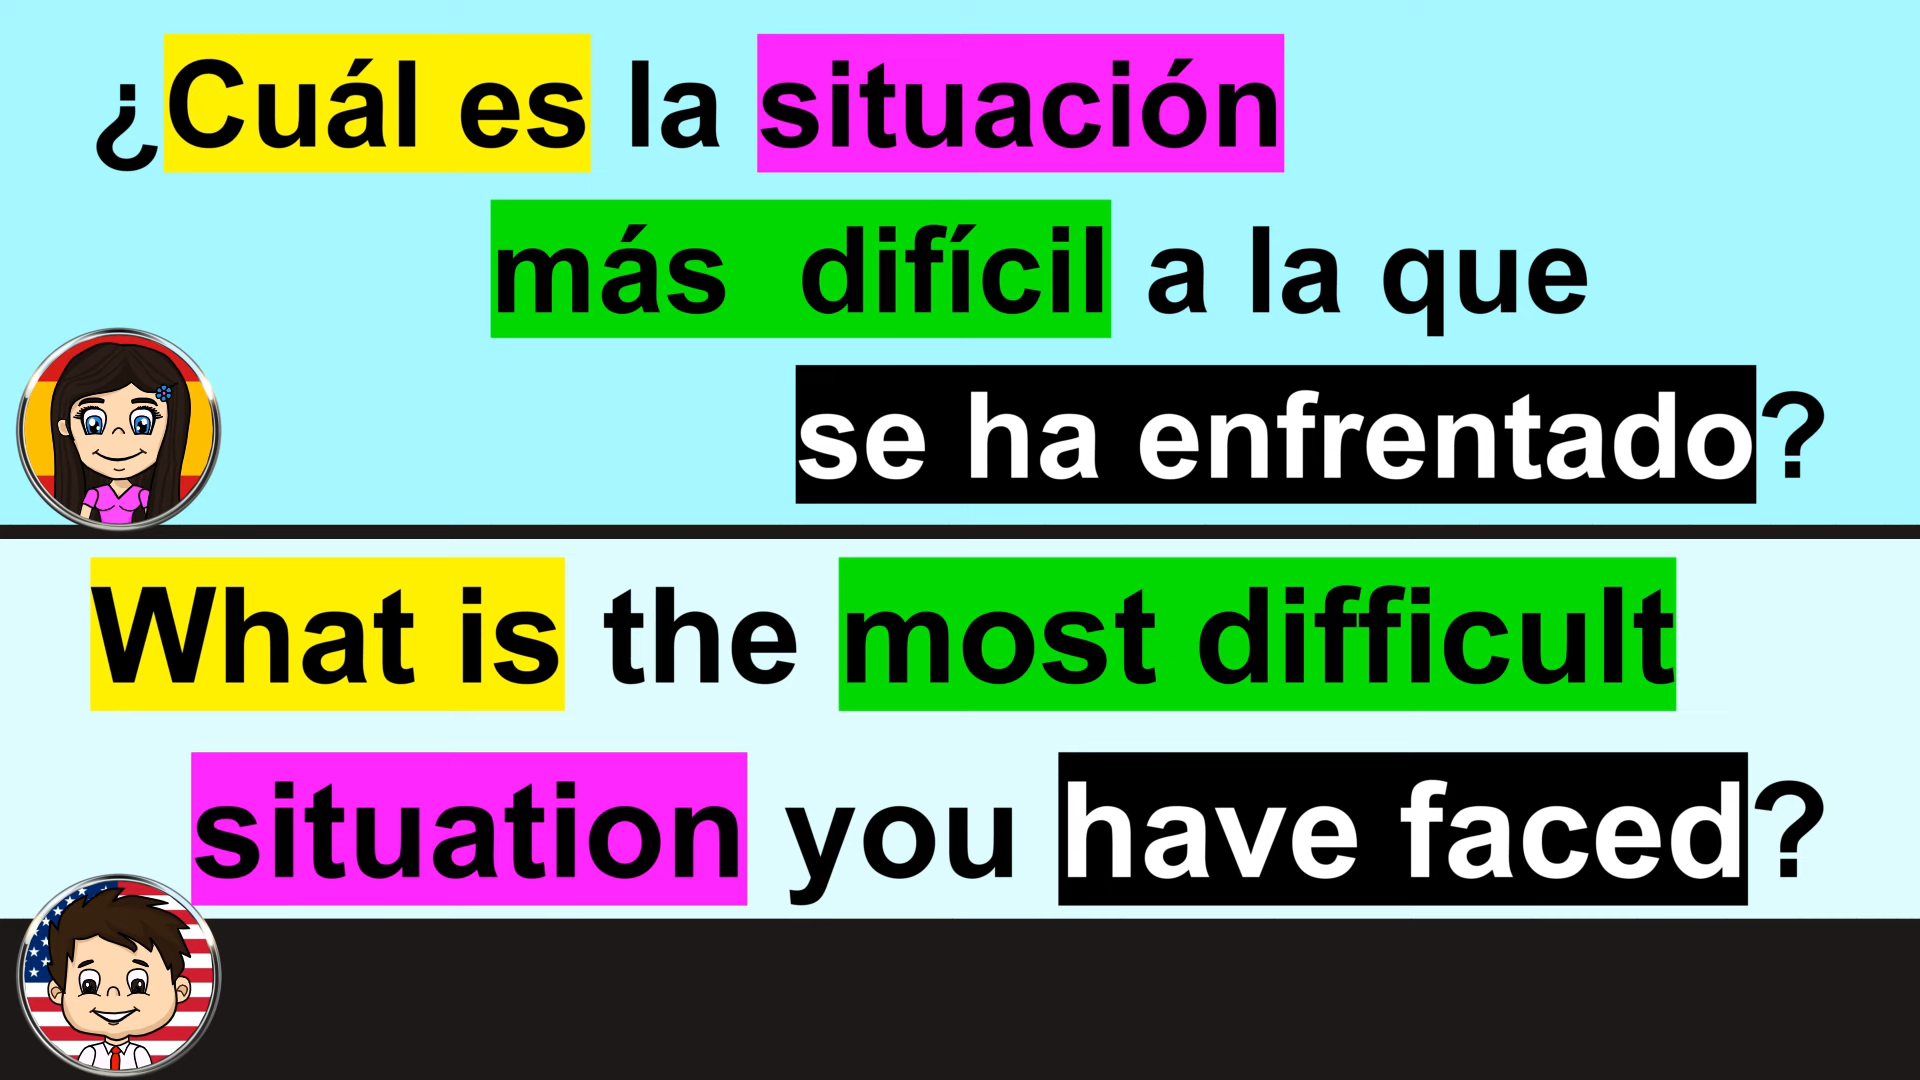 ¿Cuál es la situación
más difícil a la que
se ha enfrentado?
What is the most difficult
situation you have faced?